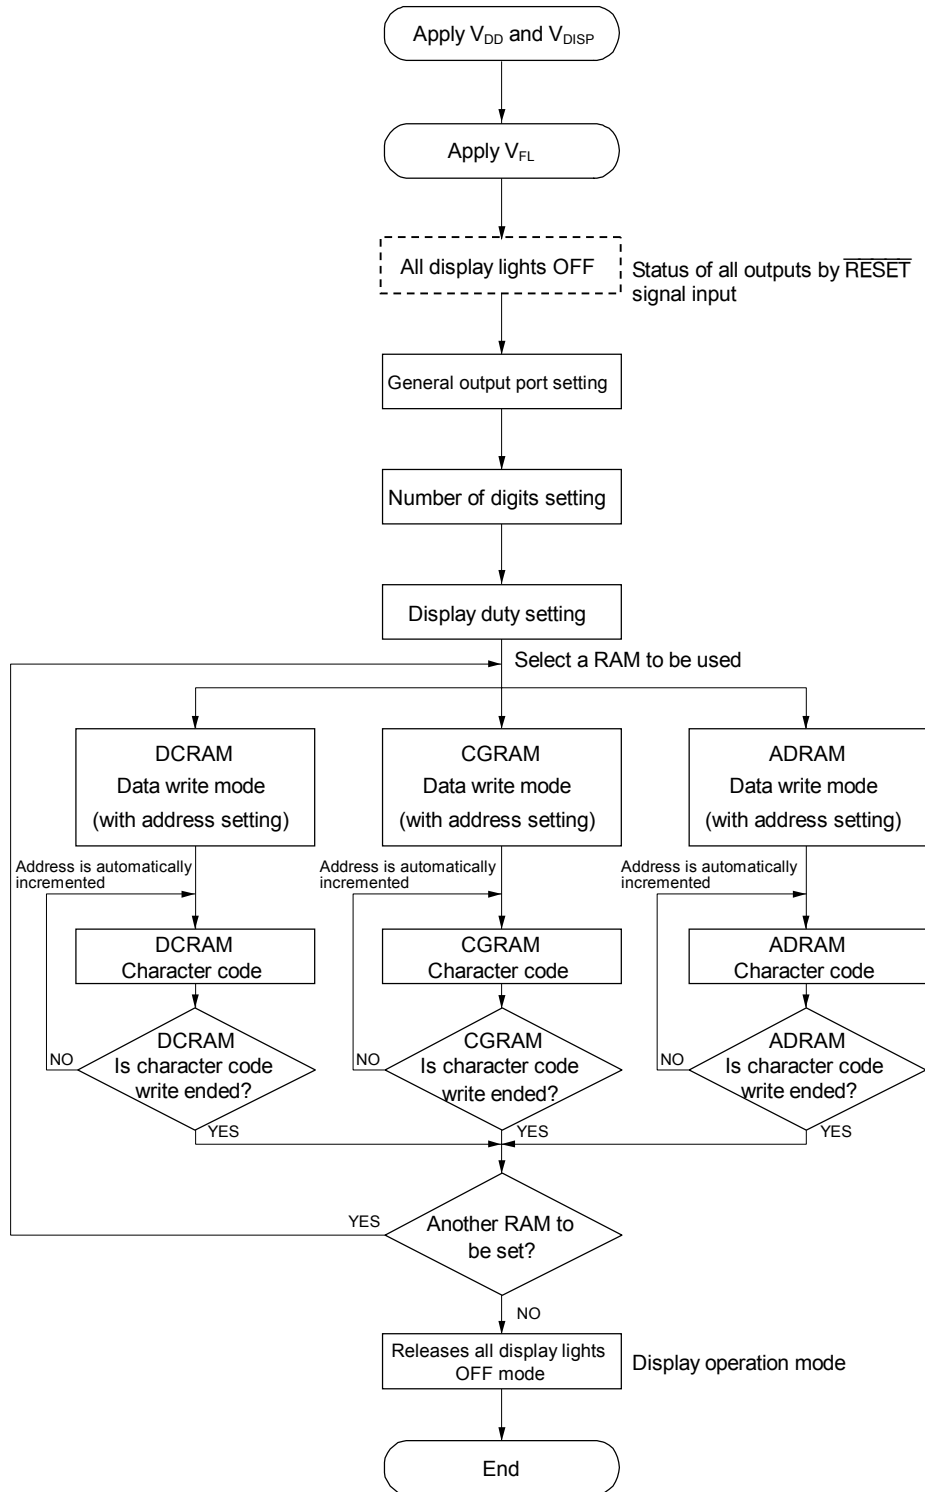 Apply VDD and VDISP
Apply VFL
All display lights OFF
Status of all outputs by RESET
signal input
General output port setting
Number of digits setting
Display duty setting
Select a RAM to be used
DCRAM
Data write mode
(with address setting)
CGRAM
Data write mode
(with address setting)
ADRAM
Data write mode
(with address setting)
Address is automatically
incremented
Address is automatically
incremented
Address is automatically
incremented
DCRAM
Character code
CGRAM
Character code
ADRAM
Character code
NO
DCRAM
Is character code
write ended?
NO
CGRAM
Is character code
write ended?
NO
ADRAM
Is character code
write ended?
YES
YES
YES
YES
Another RAM to
be set?
NO
Releases all display lights
OFF mode
Display operation mode
End